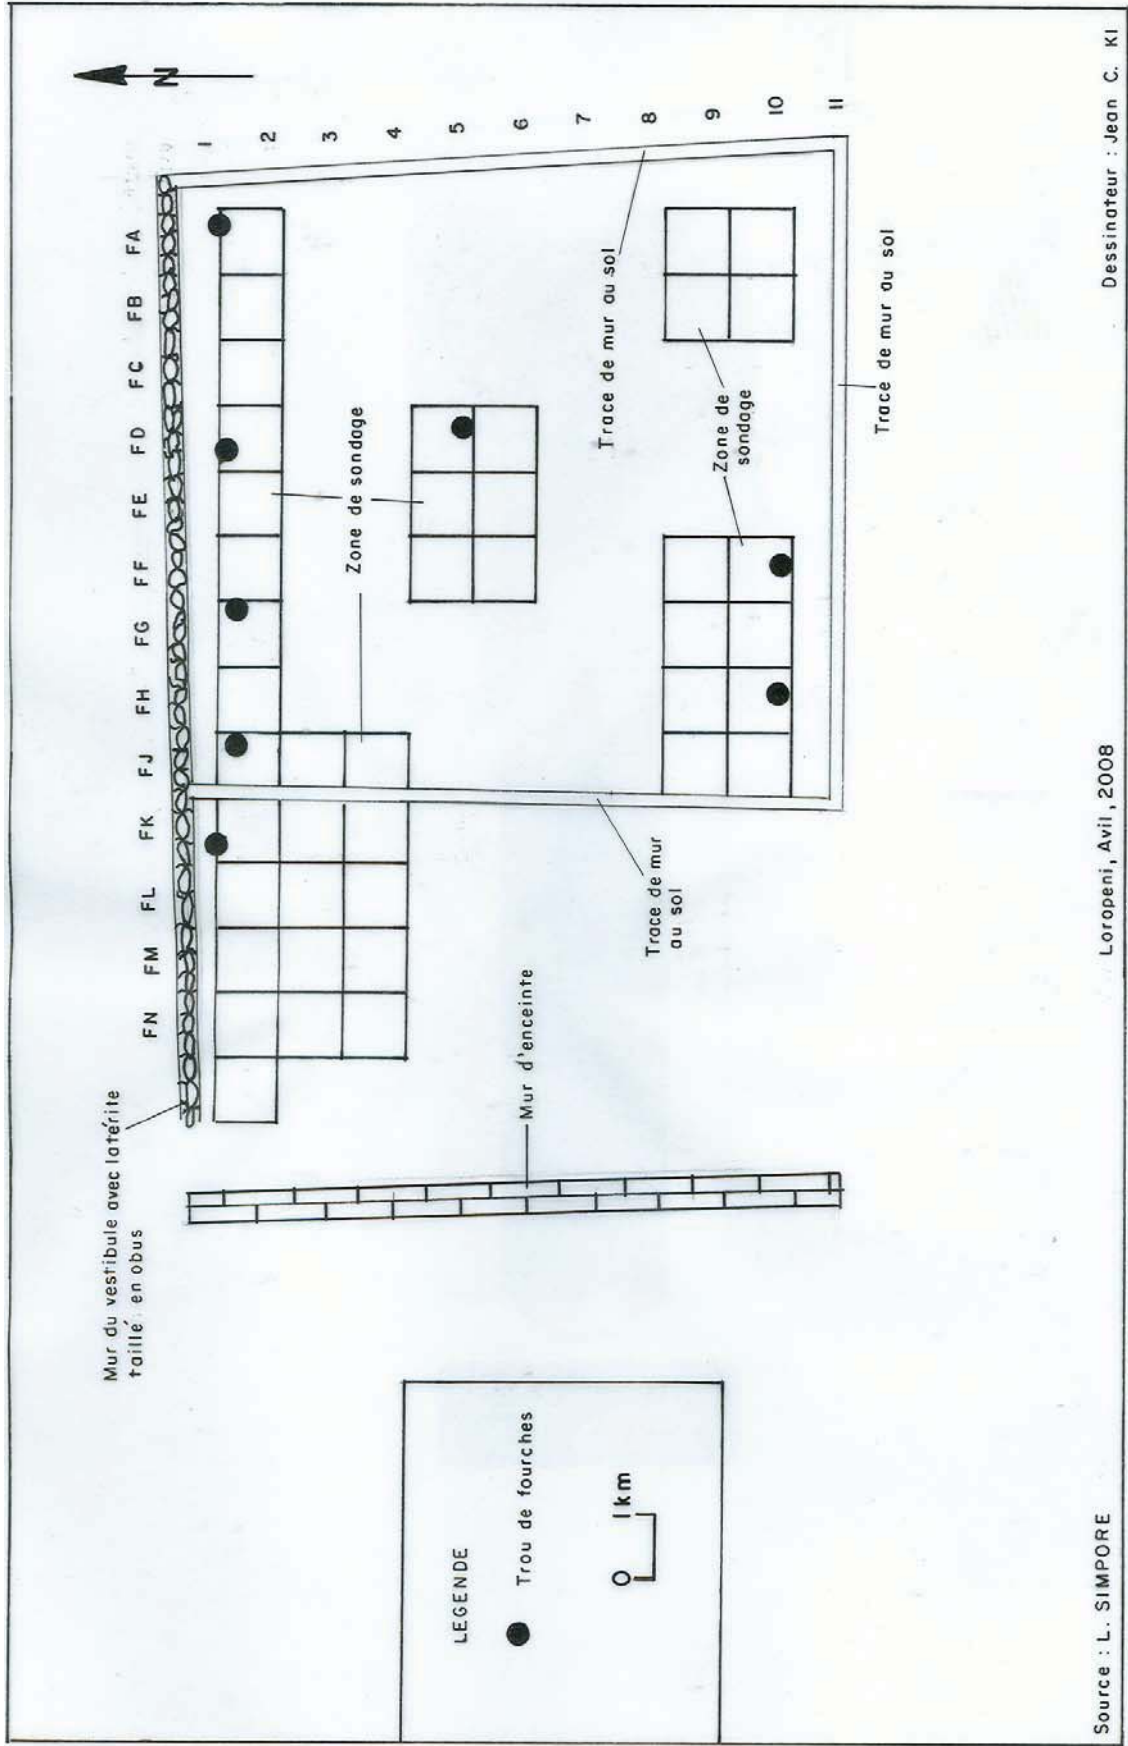 N
FN FM FL FK FJ FH FG FF FE FD FC FB FA
1
2
3
4
5
6
7
8
9
10
11
Mur du vestibule avec latérite
taillé en obus
Zone de sondage
Trace de mur au sol
Zone de
sondage
Mur d'enceinte
Trace de mur
au sol
Trace de mur au sol
LEGENDE
Trou de fourches
0 1km
Source : L. SIMPORE
Loropeni, Avil, 2008
Dessinateur : Jean C. KI